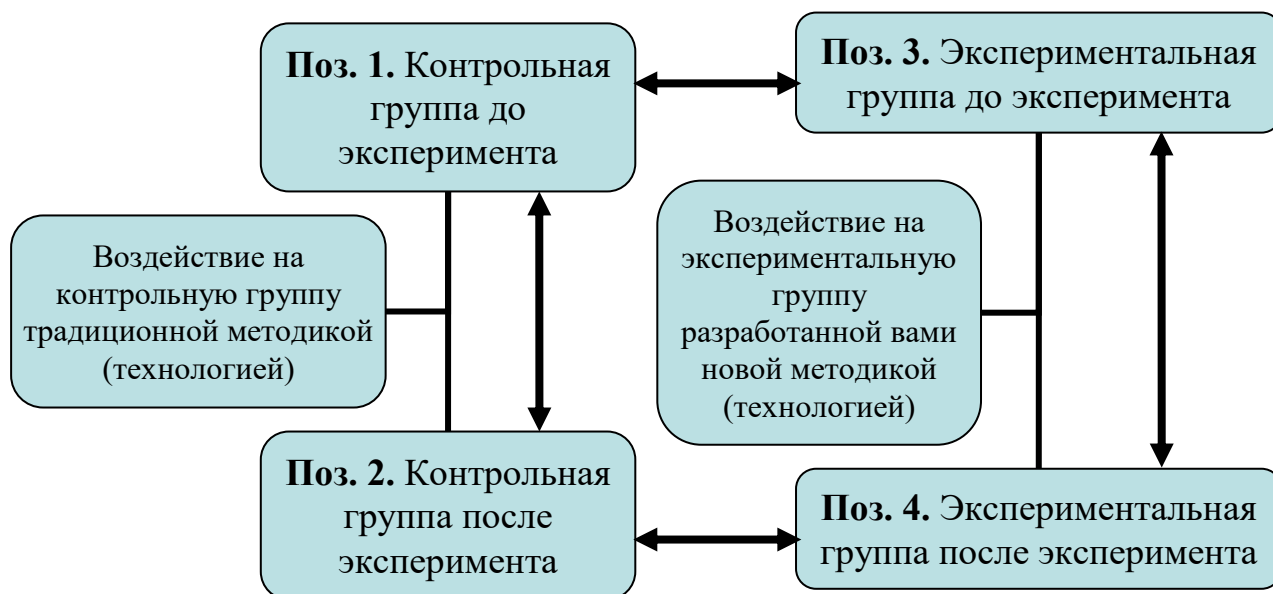 Поз. 1. Контрольная
группа до
эксперимента
Поз. 3. Экспериментальная
группа до эксперимента
Воздействие на
контрольную группу
традиционной методикой
(технологией)
Воздействие на
экспериментальную
группу
разработанной вами
новой методикой
(технологией)
Поз. 2. Контрольная
группа после
эксперимента
Поз. 4. Экспериментальная
группа после эксперимента